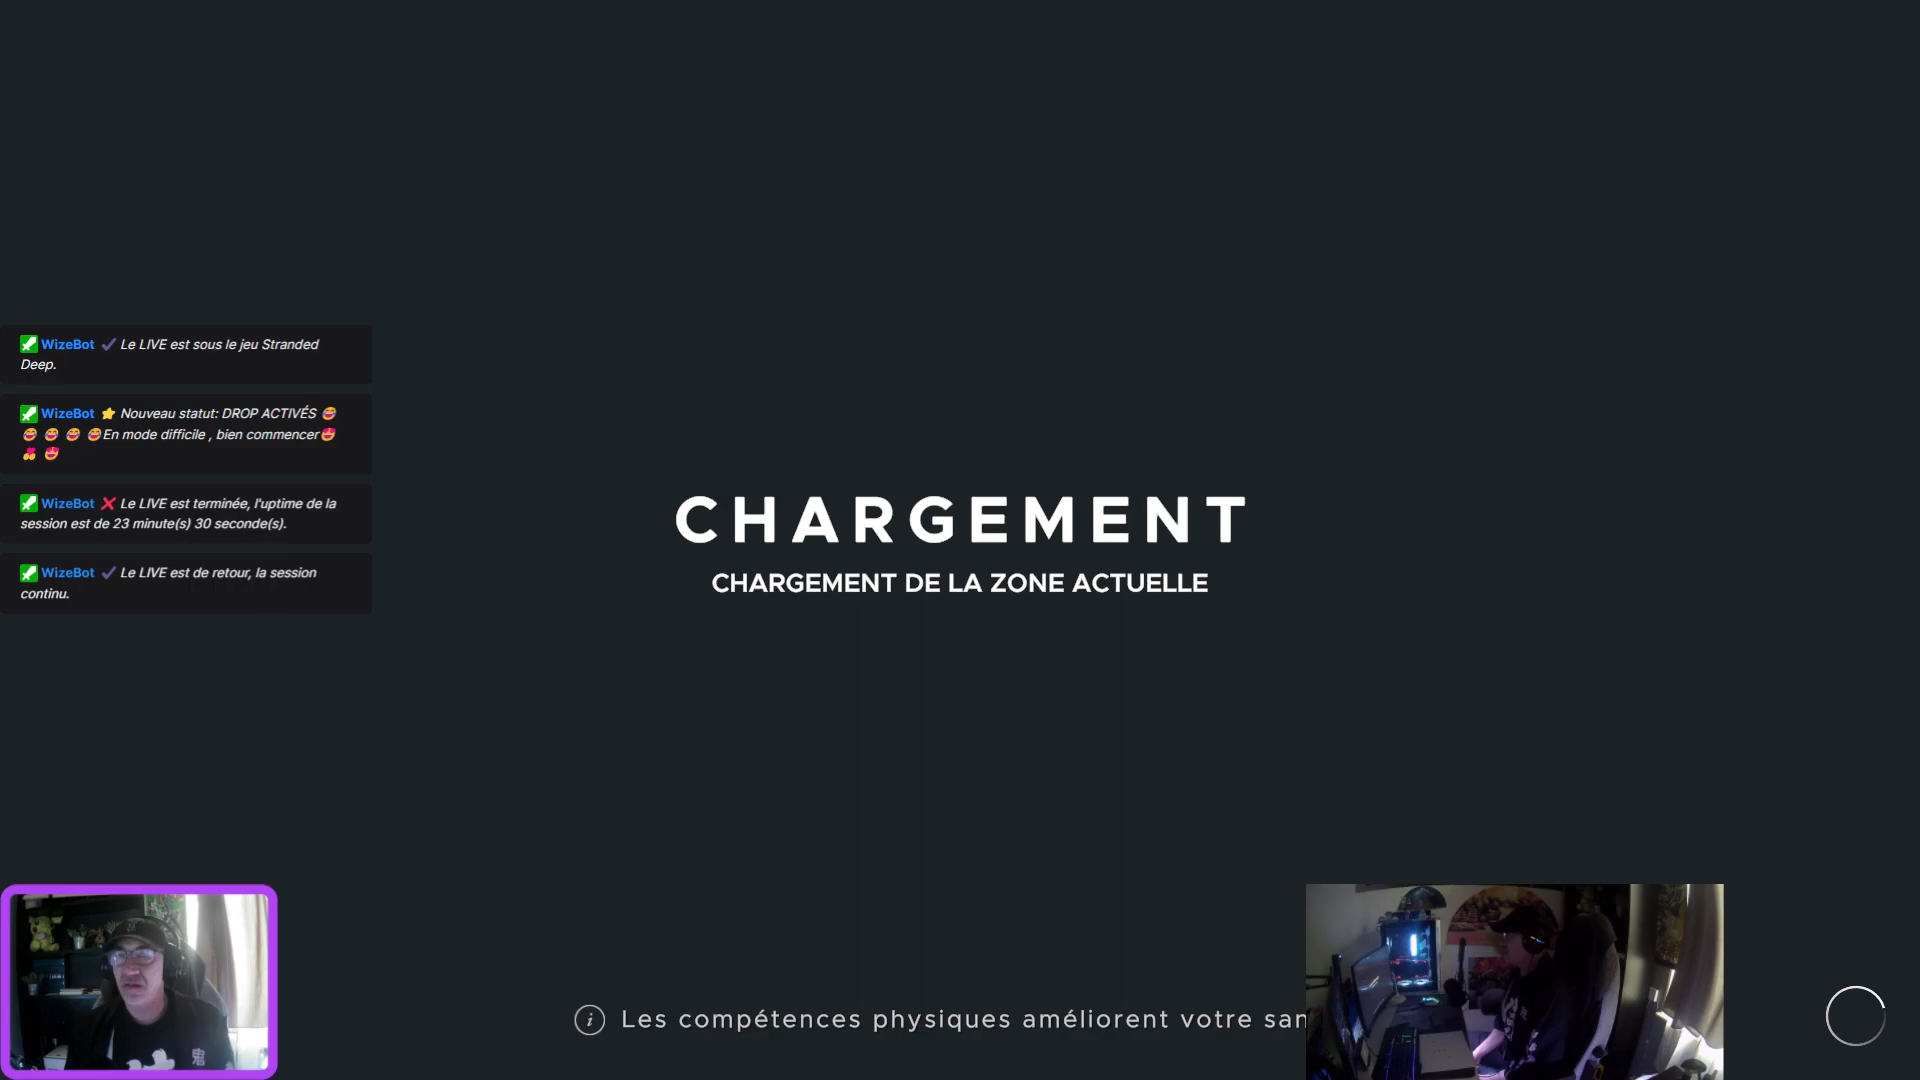 WizeBot Le LIVE est sous le jeu Stranded
Deep.
WizeBot Nouveau statut: DROP ACTIVÉS
En mode difficile , bien commencer
WizeBot Le LIVE est terminée, l'uptime de la
session est de 23 minute(s) 30 seconde(s).
WizeBot Le LIVE est de retour, la session
continu.
CHARGEMENT
CHARGEMENT DE LA ZONE ACTUELLE
Les compétences physiques améliorent votre